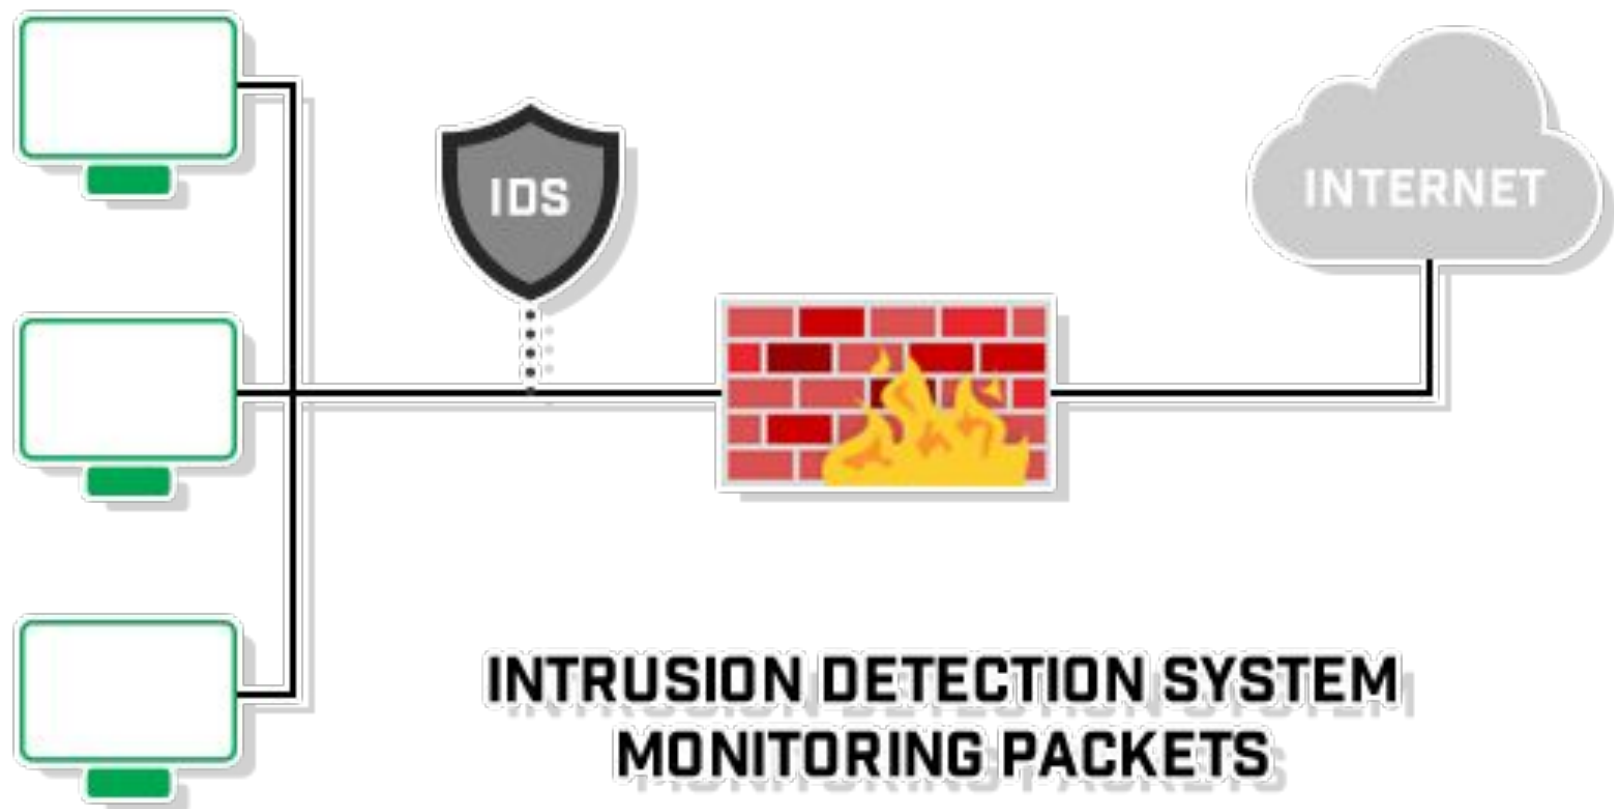 IDS
INTERNET
INTRUSION DETECTION SYSTEM
MONITORING PACKETS